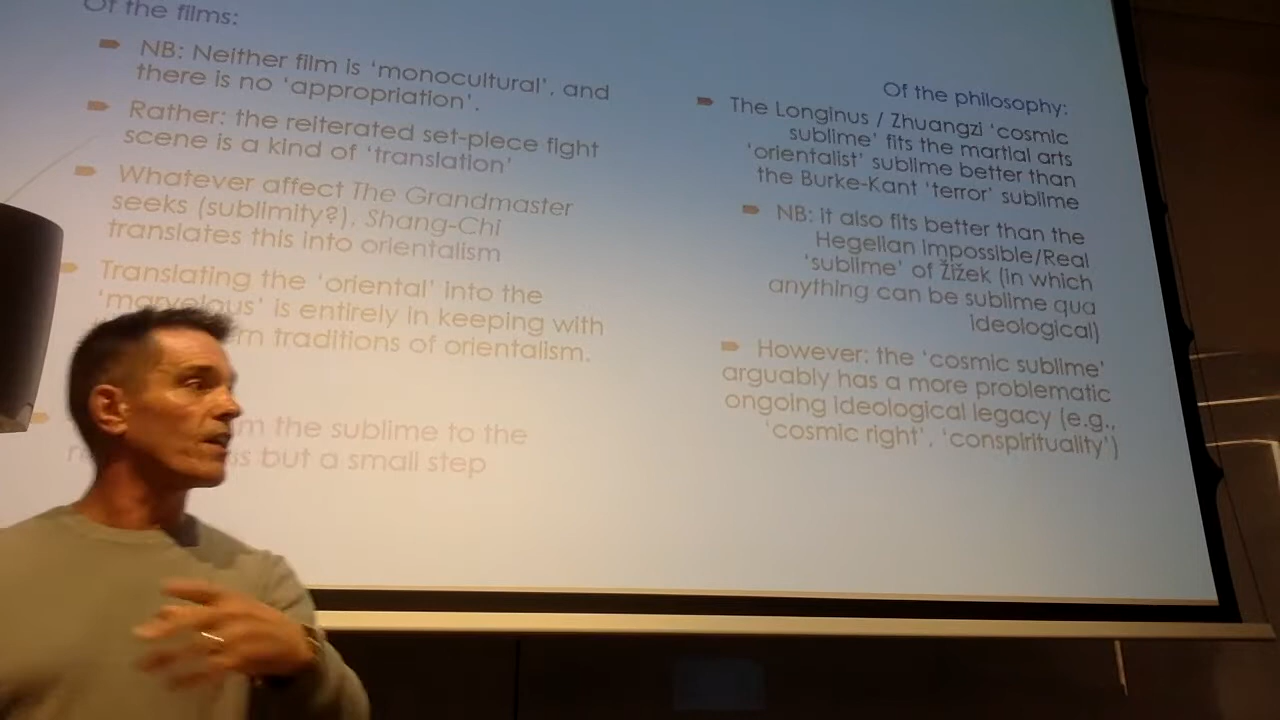 Of the films:
NB: Neither film is ‘monocultural’, and
there is no ‘appropriation’.
Rather: the reiterated set-piece fight
scene is a kind of ‘translation’
Whatever affect The Grandmaster
seeks (sublimity?), Shang-Chi
translates this into orientalism
Translating the ‘oriental’ into the
‘marvelous’ is entirely in keeping with
traditions of orientalism.
the sublime to the
but a small step
Of the philosophy:
The Longinus / Zhuangzi ‘cosmic
sublime’ fits the martial arts
‘orientalist’ sublime better than
the Burke-Kant ‘terror’ sublime
NB: it also fits better than the
Hegelian Impossible/Real
‘sublime’ of Žižek (in which
anything can be sublime qua
ideological)
However: the ‘cosmic sublime’
arguably has a more problematic
ongoing ideological legacy (e.g.,
‘cosmic right’, ‘conspirituality’)